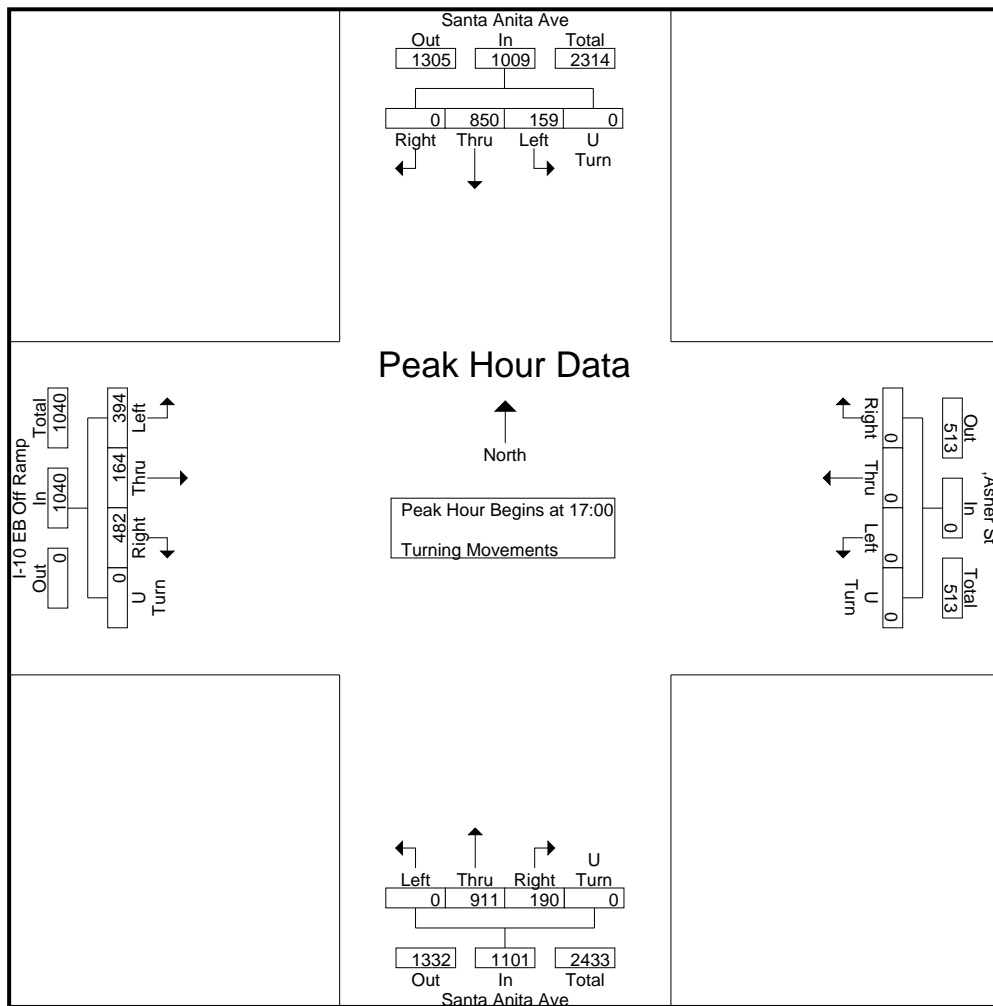 Santa Anita Ave
Out In Total
1305 1009 2314
0 850 159 0
Right Thru Left U
Turn
Peak Hour Data
North
Peak Hour Begins at 17:00
Turning Movements
I-10 EB Off Ramp
Out In Total
0 1040 1040
394 164 482 0
Left Thru Right U
Turn
,Asher St
Out In Total
513 0 513
0 0 0 0
Right Thru Left U
Turn
U
Left Thru Right Turn
0 911 190 0
1332 1101 2433
Out In Total
Santa Anita Ave